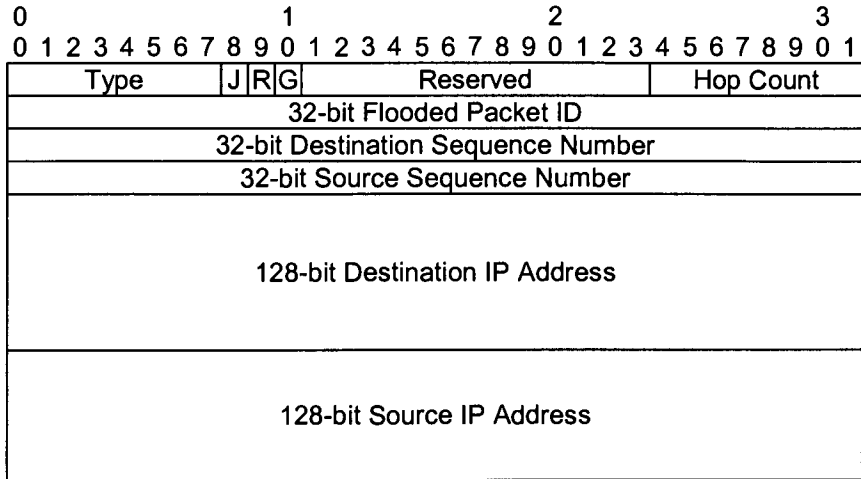 0 1 2 3
0 1 2 3 4 5 6 7 8 9 0 1 2 3 4 5 6 7 8 9 0 1 2 3 4 5 6 7 8 9 0 1
Type J R G Reserved Hop Count
32-bit Flooded Packet ID
32-bit Destination Sequence Number
32-bit Source Sequence Number
128-bit Destination IP Address
128-bit Source IP Address